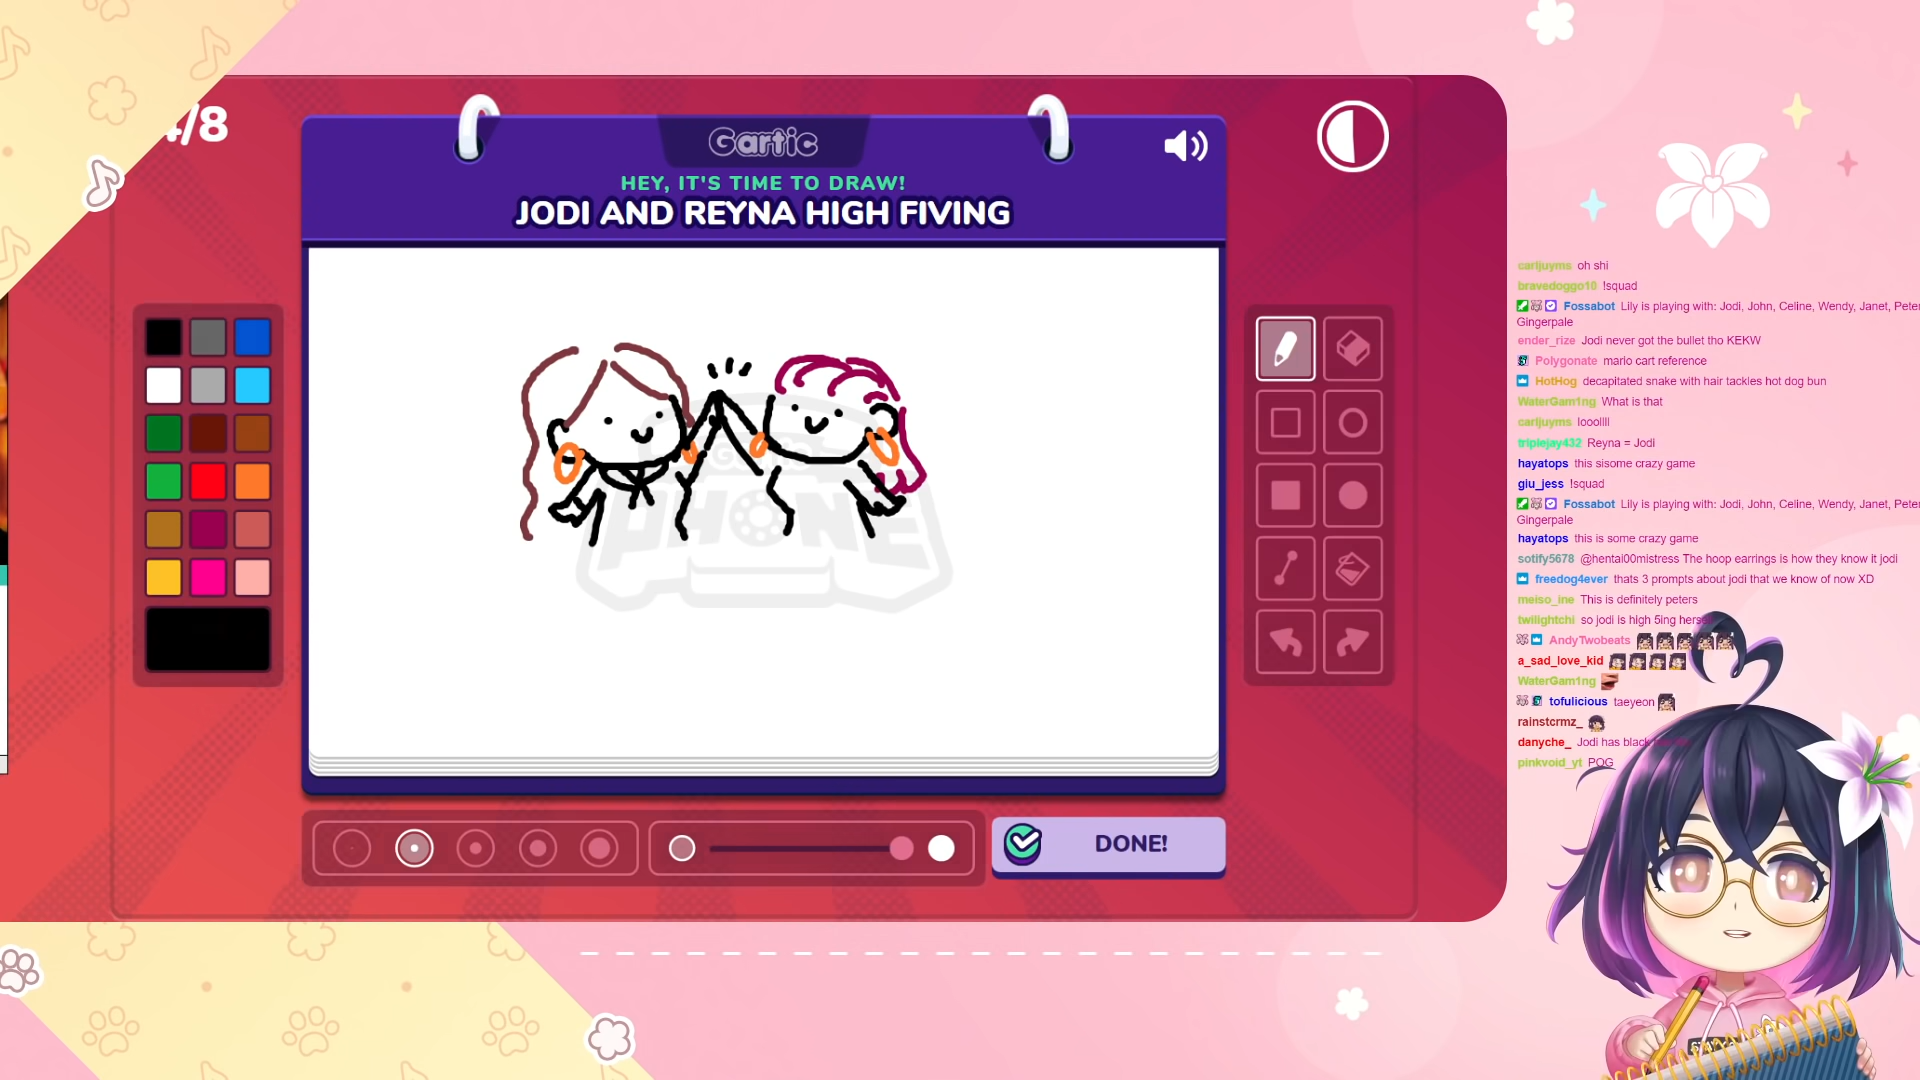 4/8
Gartic
HEY, IT'S TIME TO DRAW!
JODI AND REYNA HIGH FIVING
PHONE
DONE!
carljuyms oh shi
bravedoggo10 !squad
Fossabot Lily is playing with: Jodi, John, Celine, Wendy, Janet, Peter
Gingerpale
ender_rize Jodi never got the bullet tho KEKW
Polygonate mario cart reference
HotHog decapitated snake with hair tackles hot dog bun
WaterGam1ng What is that
carljuyms looollll
triplejay432 Reyna = Jodi
hayatops this sisome crazy game
giu_jess !squad
Fossabot Lily is playing with: Jodi, John, Celine, Wendy, Janet, Peter
Gingerpale
hayatops this is some crazy game
sotify5678 @hentai00mistress The hoop earrings is how they know it jodi
freedog4ever thats 3 prompts about jodi that we know of now XD
meiso_ine This is definitely peters
twilightchi so jodi is high 5ing herse
AndyTwobeats
a_sad_love_kid
WaterGam1ng
tofulicious taeyeon
rainstcrmz_
danyche_ Jodi has black
pinkvoid_yt POG